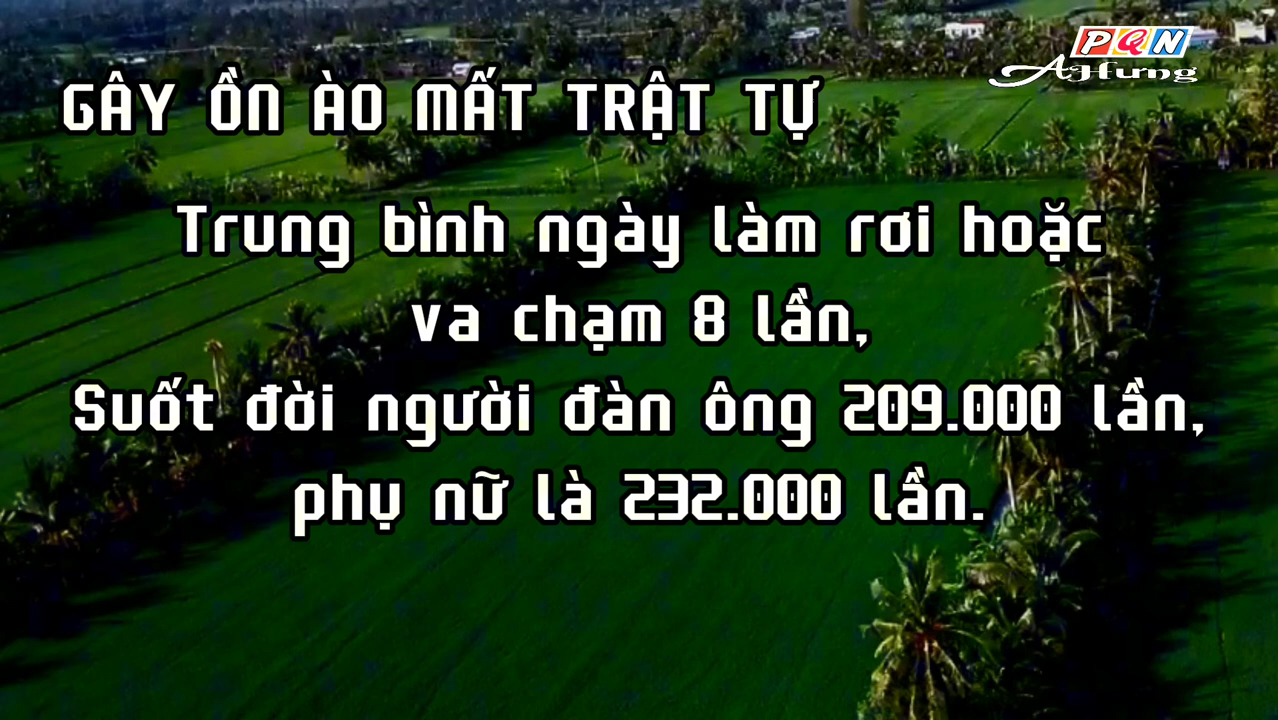 PQN
AHưng
GÂY ỒN ÀO MẤT TRẬT TỰ
Trung bình ngày làm rơi hoặc
va chạm 8 lần,
Suốt đời người đàn ông 209.000 lần,
phụ nữ là 232.000 lần.